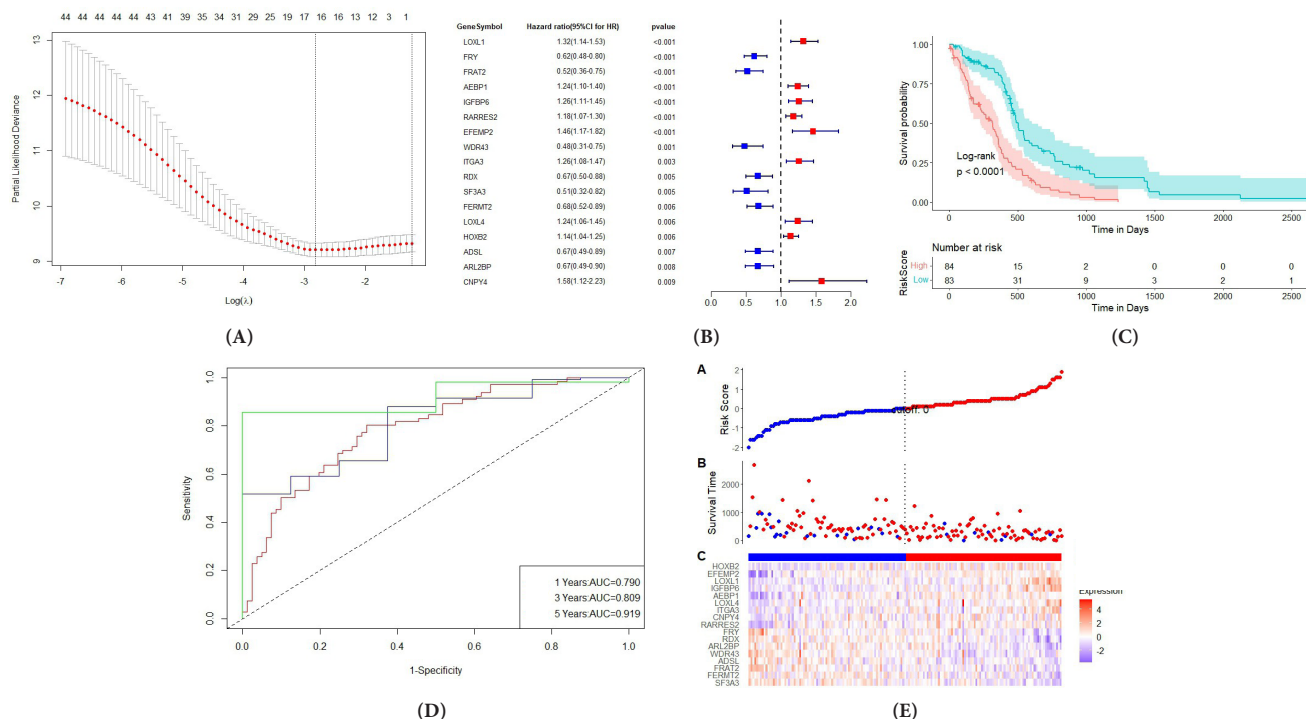 44 44 44 44 44 43 41 39 35 34 31 29 25 19 17 16 16 13 12 3 1
13
12
11
10
9
Partial Likelihood Deviance
-7 -6 -5 -4 -3 -2
Log(λ)
(A)
GeneSymbol Hazard ratio(95%CI for HR) pvalue
LOXL1 1.32(1.14-1.53) <0.001
FRY 0.62(0.48-0.80) <0.001
FRAT2 0.52(0.36-0.75) <0.001
AEBP1 1.24(1.10-1.40) <0.001
IGFBP6 1.26(1.11-1.45) <0.001
RARRES2 1.18(1.07-1.30) <0.001
EFEMP2 1.46(1.17-1.82) <0.001
WDR43 0.48(0.31-0.75) 0.001
ITGA3 1.26(1.08-1.47) 0.003
RDX 0.67(0.50-0.88) 0.005
SF3A3 0.51(0.32-0.82) 0.005
FERMT2 0.68(0.52-0.89) 0.006
LOXL4 1.24(1.06-1.45) 0.006
HOXB2 1.14(1.04-1.25) 0.006
ADSL 0.67(0.49-0.89) 0.007
ARL2BP 0.67(0.49-0.90) 0.008
CNPY4 1.58(1.12-2.23) 0.009
0.0 0.5 1.0 1.5 2.0
(B)
Survival probability
1.00
0.75
0.50
0.25
0.00
Log-rank
p < 0.0001
0 500 1000 1500 2000 2500
Time in Days
Number at risk
RiskScore
High 84 15 2 0 0 0
Low 83 31 9 3 2 1
0 500 1000 1500 2000 2500
Time in Days
(C)
Sensitivity
1.0
0.8
0.6
0.4
0.2
0.0
1 Years:AUC=0.790
3 Years:AUC=0.809
5 Years:AUC=0.919
0.0 0.2 0.4 0.6 0.8 1.0
1-Specificity
(D)
A
Risk Score
2
1
0
-1
-2
cutoff: 0
B
Survival Time
2000
1000
0
C
HOXB2
EFEMP2
LOXL1
IGFBP6
AEBP1
LOXL4
ITGA3
CNPY4
RARRES2
FRY
RDX
ARL2BP
WDR43
ADSL
FRAT2
FERMT2
SF3A3
Expression
4
2
0
-2
(E)